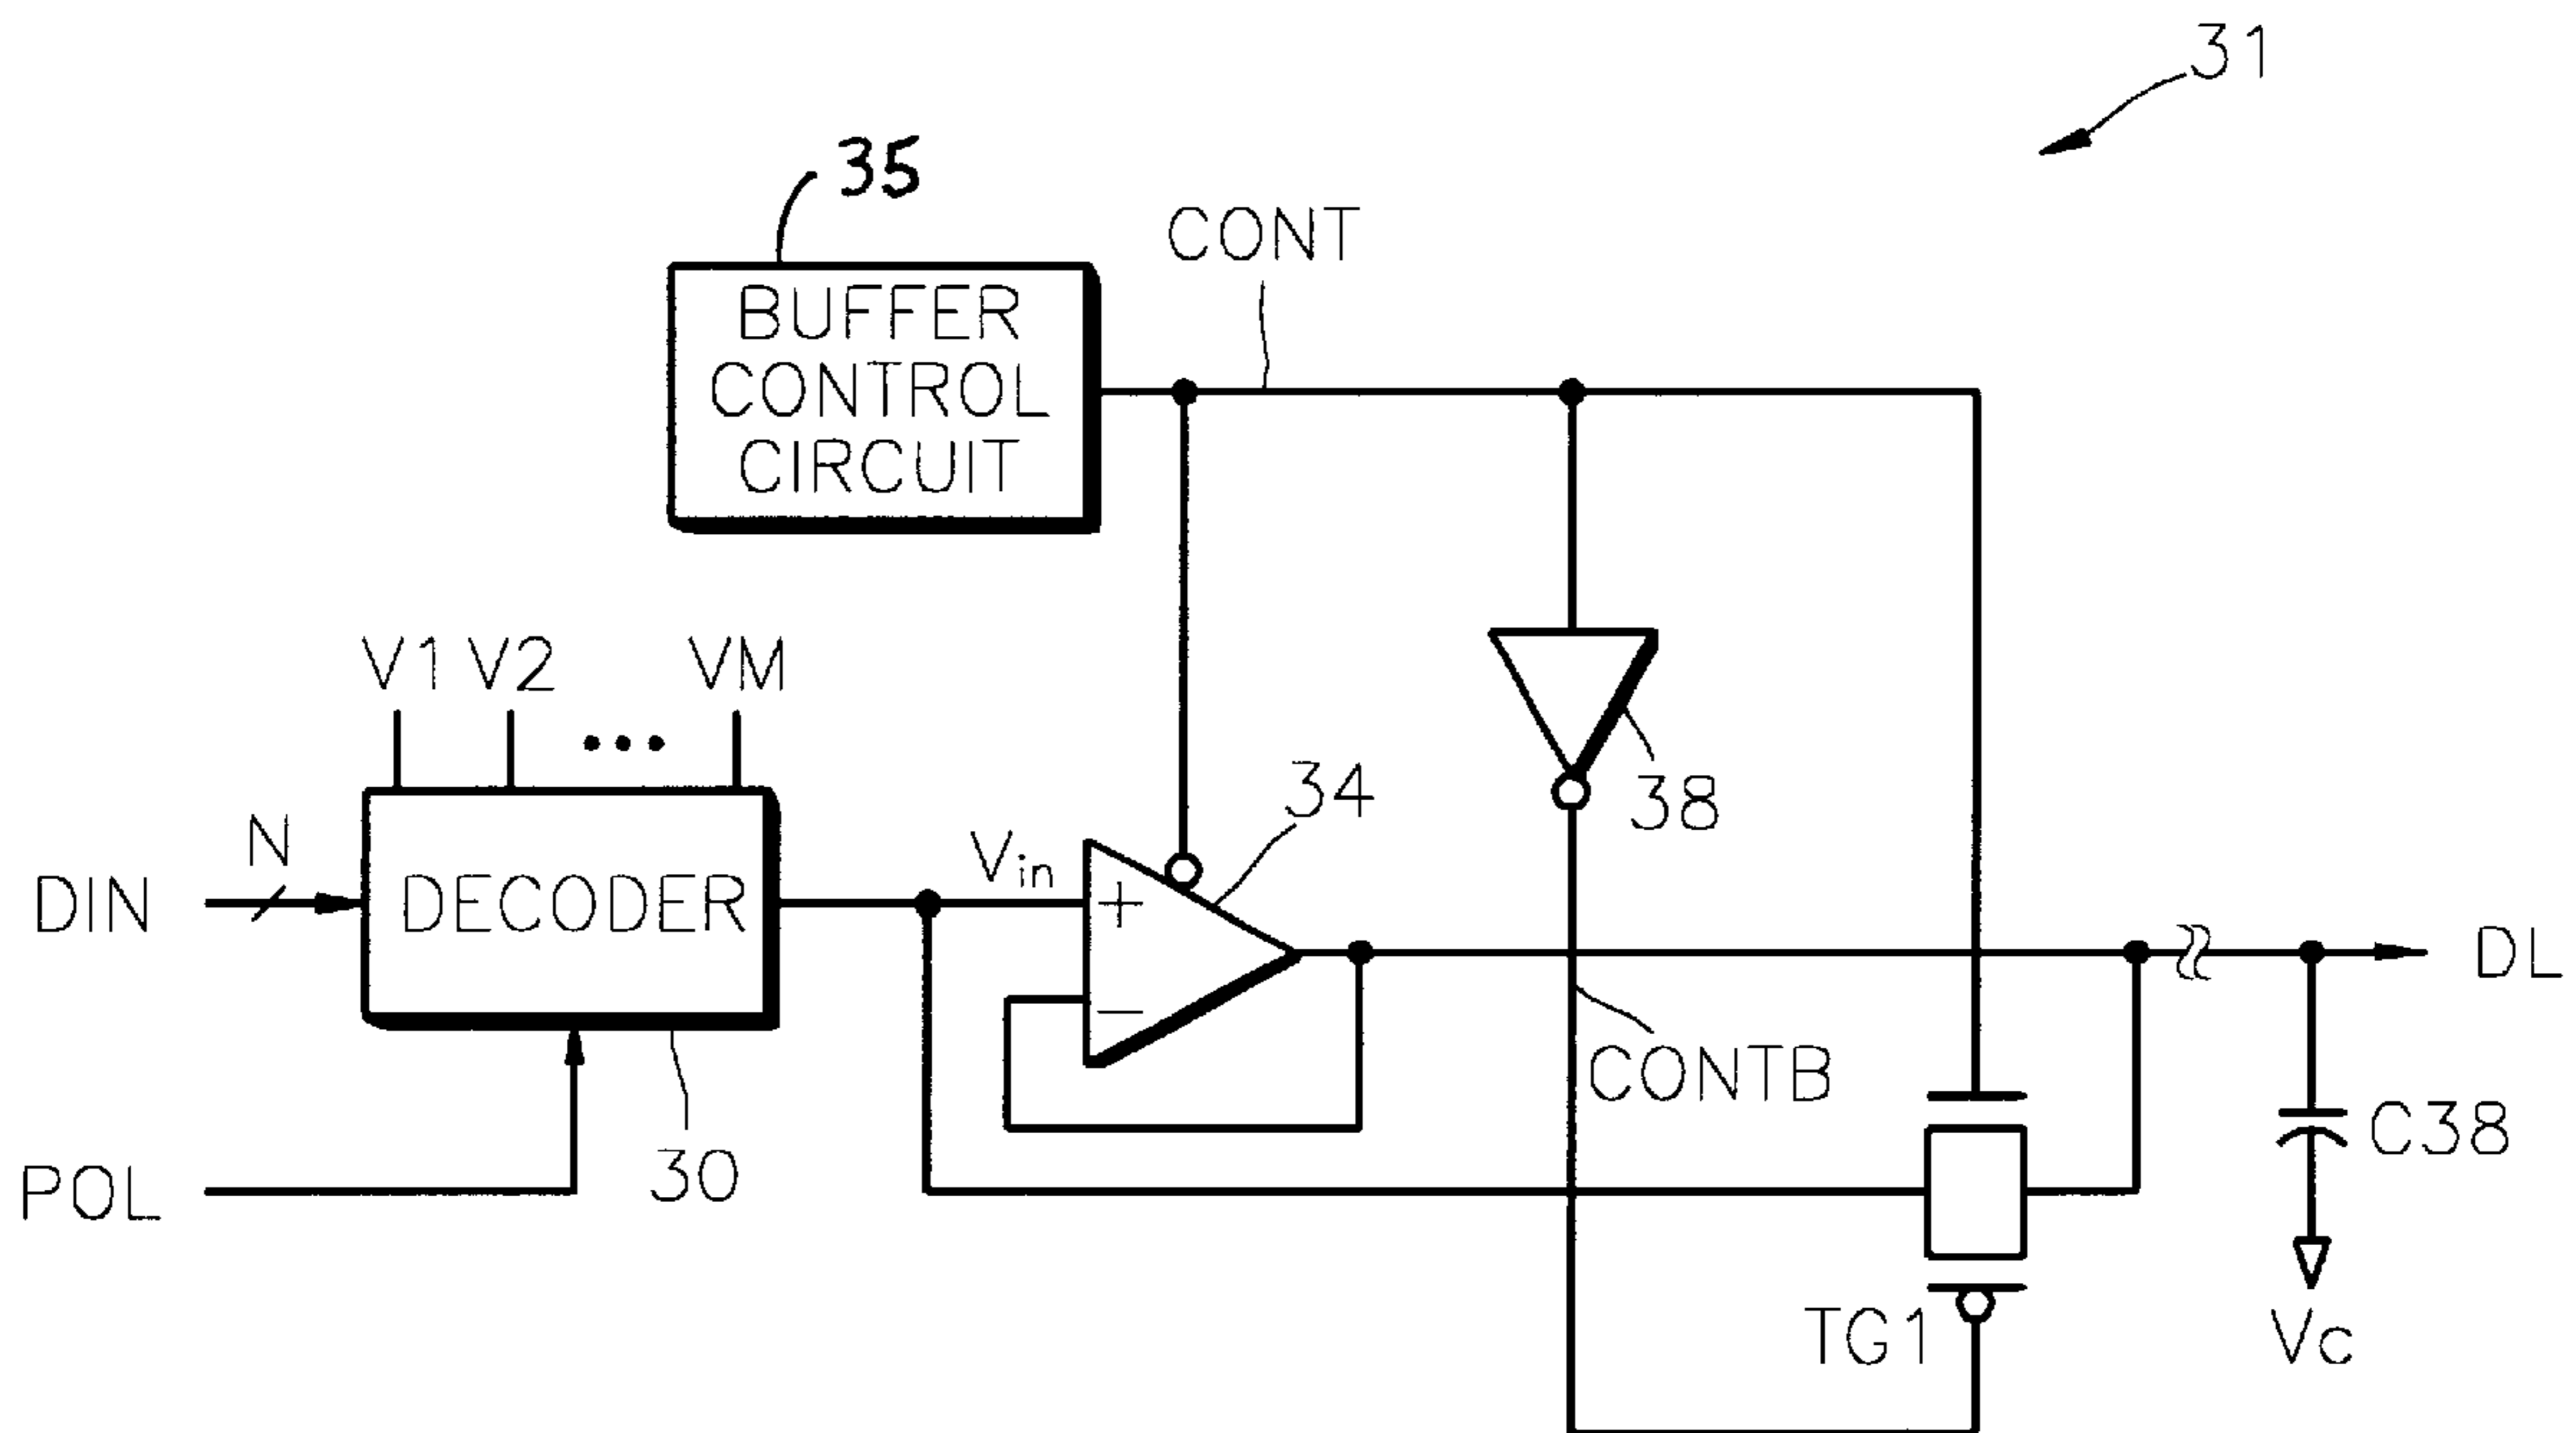 31
35
CONT
BUFFER
CONTROL
CIRCUIT
V1 V2 ••• VM
34
38
N
Vin
DIN
DECODER
+
DL
−
CONTB
C38
30
POL
TG1
Vc